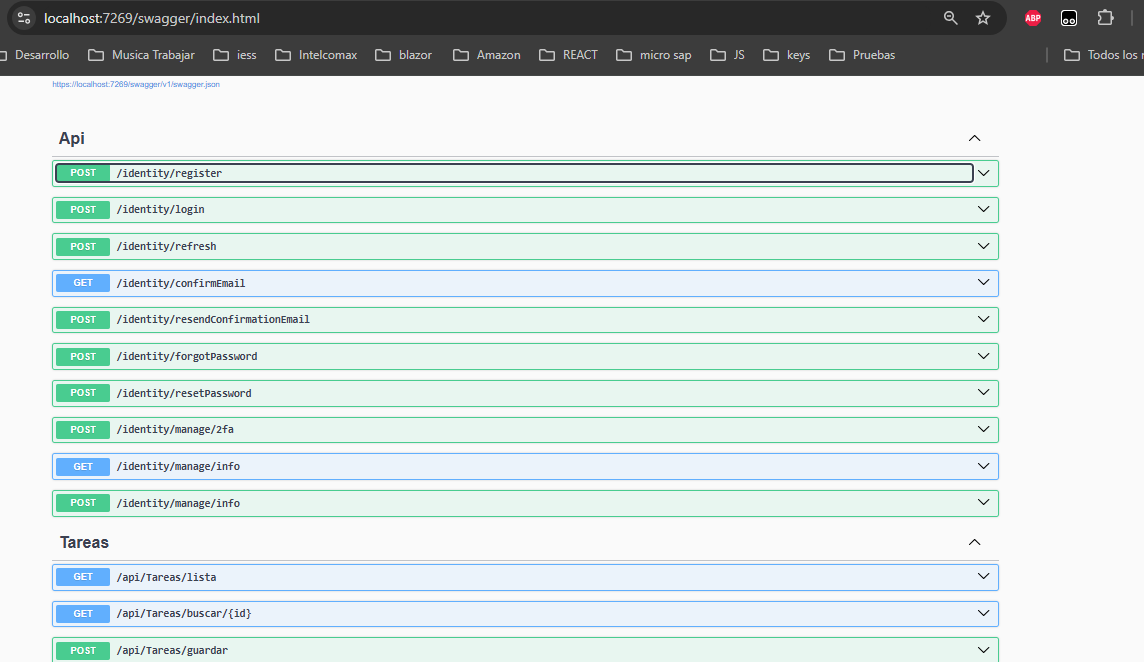 localhost:7269/swagger/index.html
ABP
Desarrollo Musica Trabajar iess Intelcomax blazor Amazon REACT micro sap JS keys Pruebas Todos los
https://localhost:7269/swagger/v1/swagger.json
Api
POST /identity/register
POST /identity/login
POST /identity/refresh
GET /identity/confirmEmail
POST /identity/resendConfirmationEmail
POST /identity/forgotPassword
POST /identity/resetPassword
POST /identity/manage/2fa
GET /identity/manage/info
POST /identity/manage/info
Tareas
GET /api/Tareas/lista
GET /api/Tareas/buscar/{id}
POST /api/Tareas/guardar